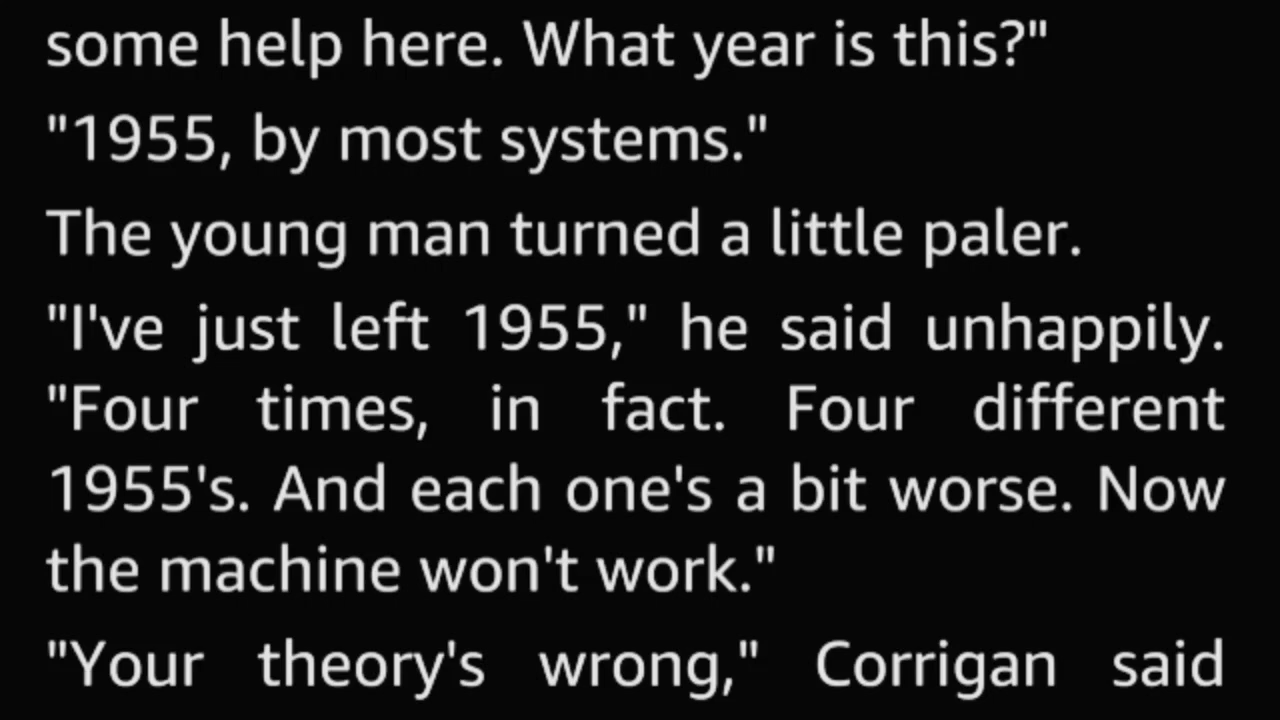 some help here. What year is this?"
"1955, by most systems."
The young man turned a little paler.
"I've just left 1955," he said unhappily.
"Four times, in fact. Four different
1955's. And each one's a bit worse. Now
the machine won't work."
"Your theory's wrong," Corrigan said